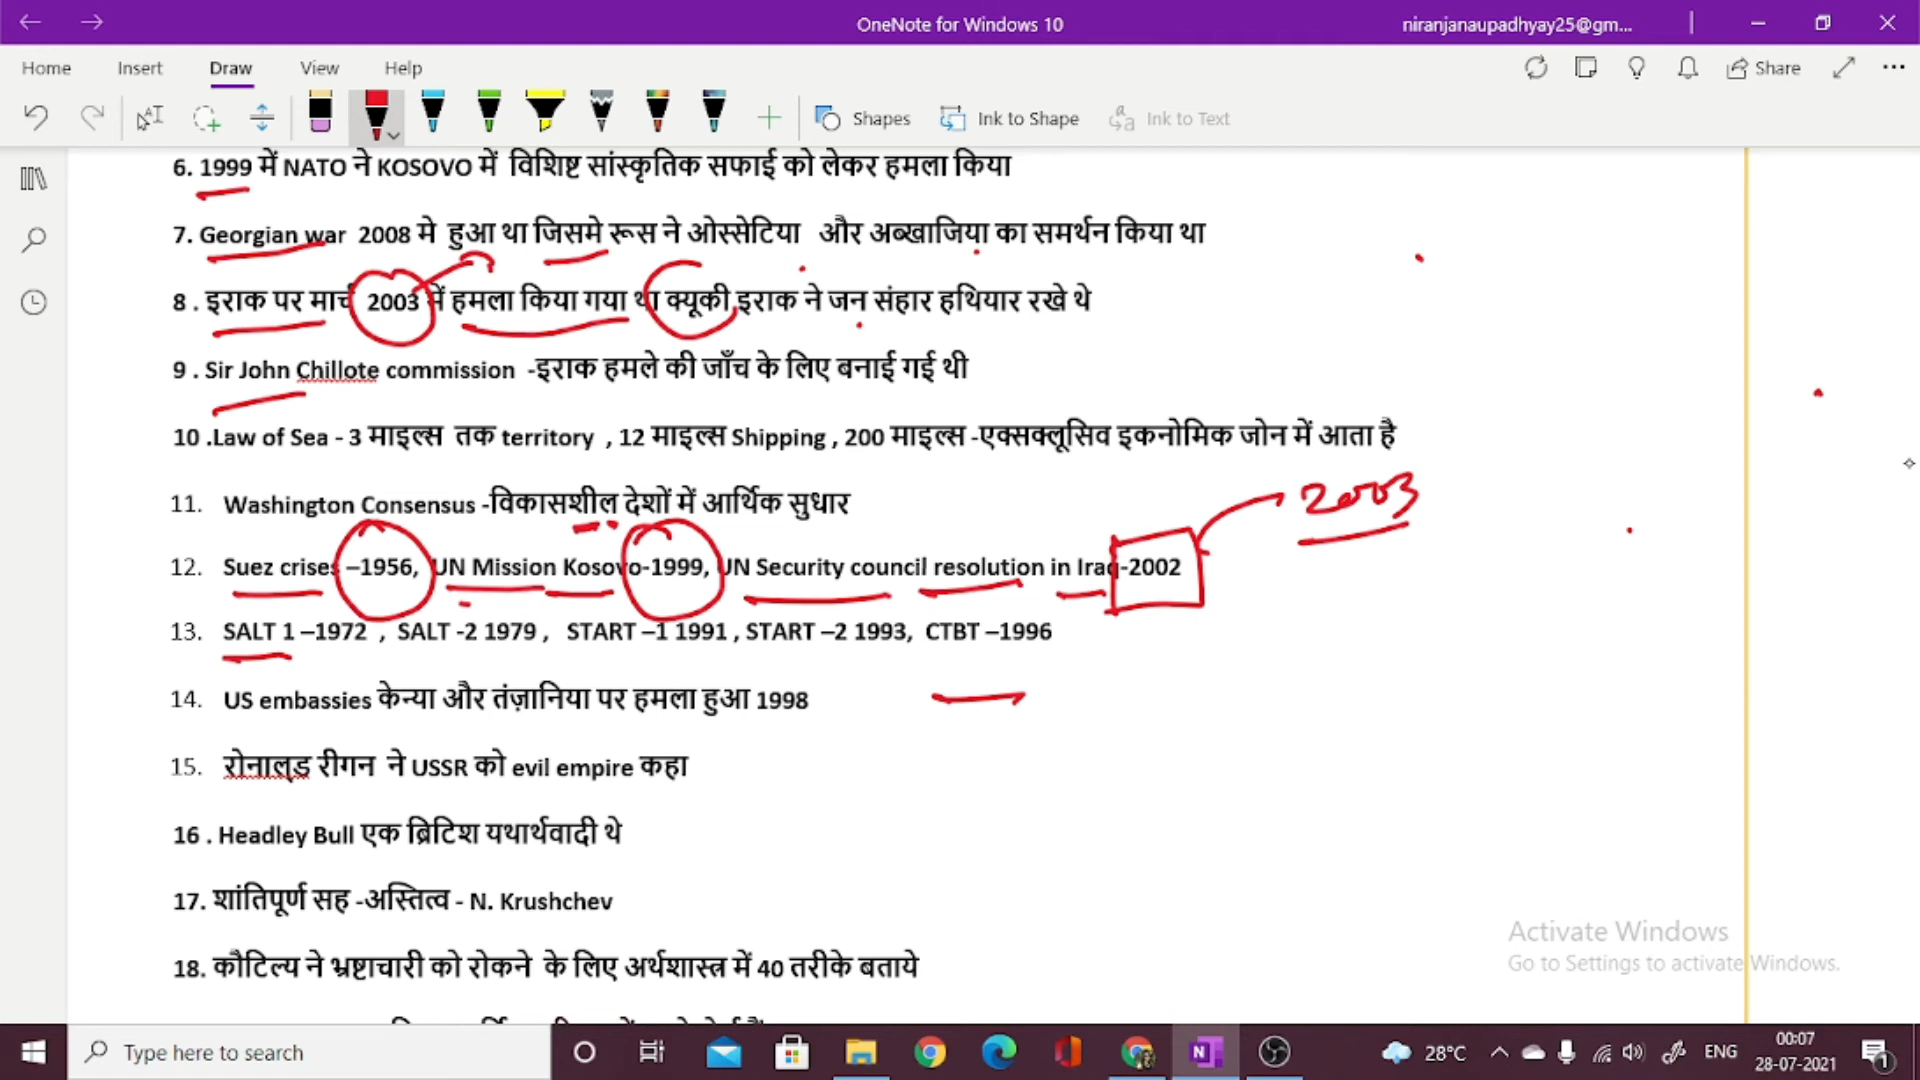 OneNote for Windows 10
niranjanaupadhyay25@gm...
Home Insert Draw View Help
Share
Shapes Ink to Shape Ink to Text
6. 1999 में NATO ने KOSOVO में विशिष्ट सांस्कृतिक सफाई को लेकर हमला किया
7. Georgian war 2008 मे हुआ था जिसमे रूस ने ओस्सेटिया और अब्खाजिया का समर्थन किया था
8 . इराक पर मार्च 2003 में हमला किया गया था क्यूकी इराक ने जन संहार हथियार रखे थे
9 . Sir John Chillote commission -इराक हमले की जाँच के लिए बनाई गई थी
10 .Law of Sea - 3 माइल्स तक territory , 12 माइल्स Shipping , 200 माइल्स -एक्सक्लूसिव इकनोमिक जोन में आता है
11. Washington Consensus -विकासशील देशों में आर्थिक सुधार
2003
12. Suez crises –1956, UN Mission Kosovo-1999, UN Security council resolution in Iraq-2002
13. SALT 1 –1972 , SALT -2 1979 , START –1 1991 , START –2 1993, CTBT –1996
14. US embassies केन्या और तंज़ानिया पर हमला हुआ 1998
15. रोनाल्ड रीगन ने USSR को evil empire कहा
16 . Headley Bull एक ब्रिटिश यथार्थवादी थे
17. शांतिपूर्ण सह -अस्तित्व - N. Krushchev
18. कौटिल्य ने भ्रष्टाचारी को रोकने के लिए अर्थशास्त्र में 40 तरीके बताये
Activate Windows
Go to Settings to activate Windows.
Type here to search
28°C
ENG
00:07
28-07-2021
1